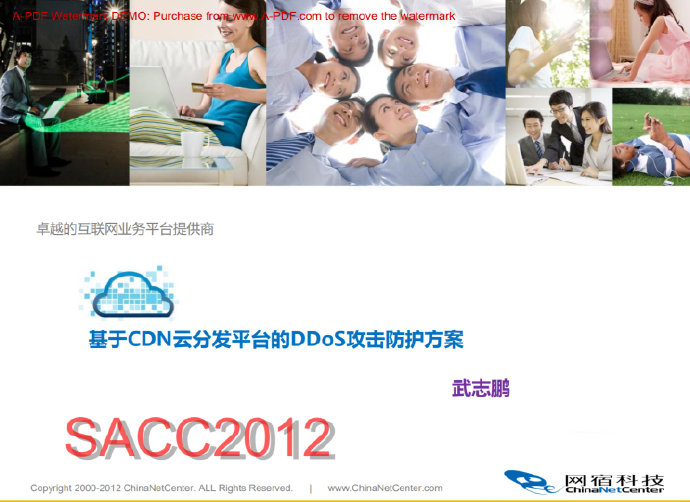 A-PDF Watermark DEMO: Purchase from www.A-PDF.com to remove the watermark
卓越的互联网业务平台提供商
基于CDN云分发平台的DDoS攻击防护方案
武志鹏
SACC2012
Copyright 2000-2012 ChinaNetCenter. ALL Rights Reserved. | www.ChinaNetCenter.com
网宿科技
ChinaNetCenter